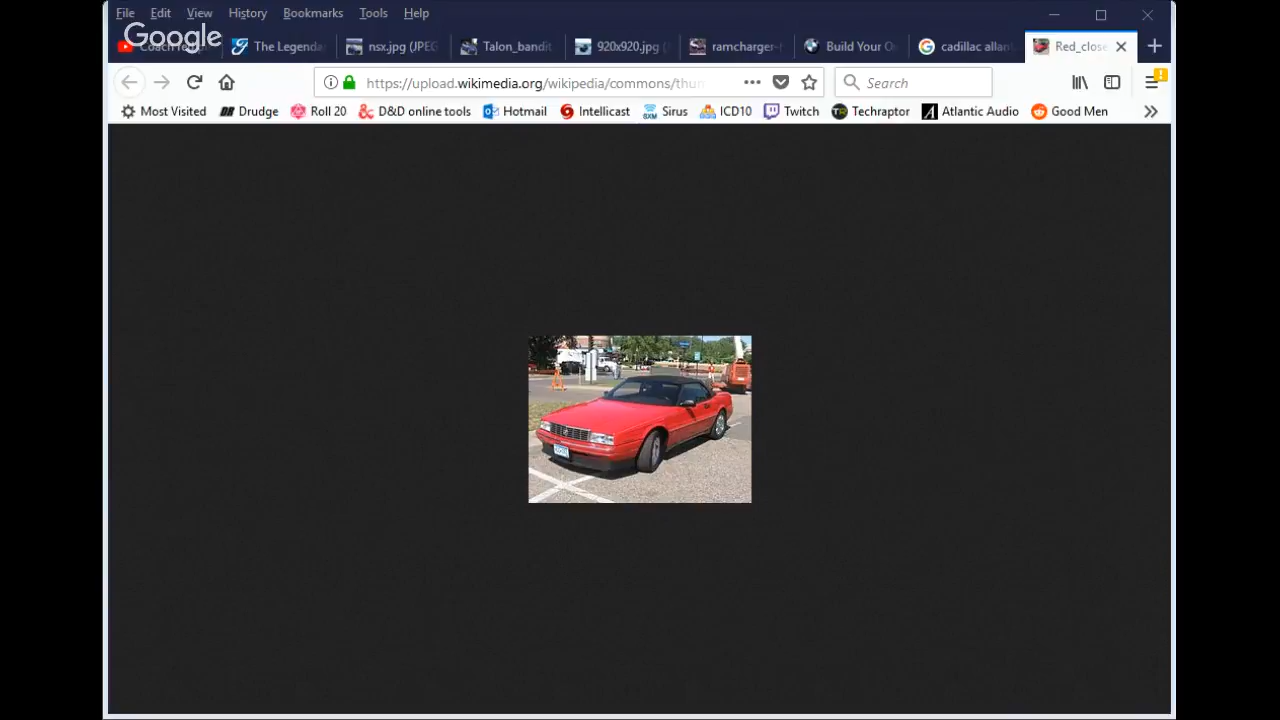 File Edit View History Bookmarks Tools Help
Google
The Legenda nsx.jpg (JPEG Talon_bandit 920x920.jpg ramcharger- Build Your O cadillac allan Red_close
https://upload.wikimedia.org/wikipedia/commons/thun Search
Most Visited Drudge Roll 20 D&D online tools Hotmail Intellicast Sirus ICD10 Twitch Techraptor Atlantic Audio Good Men